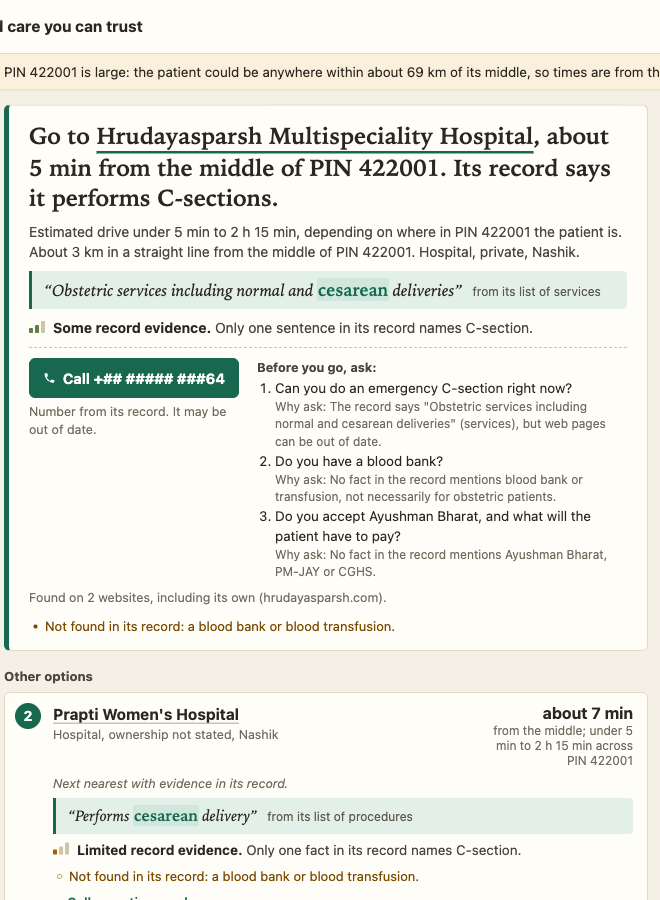 care you can trust
PIN 422001 is large: the patient could be anywhere within about 69 km of its middle, so times are from
Go to Hrudayasparsh Multispeciality Hospital, about
5 min from the middle of PIN 422001. Its record says
it performs C-sections.
Estimated drive under 5 min to 2 h 15 min, depending on where in PIN 422001 the patient is.
About 3 km in a straight line from the middle of PIN 422001. Hospital, private, Nashik.
“Obstetric services including normal and cesarean deliveries” from its list of services
Some record evidence. Only one sentence in its record names C-section.
Call +## ##### ###64
Number from its record. It may be
out of date.
Before you go, ask:
1. Can you do an emergency C-section right now?
Why ask: The record says "Obstetric services including
normal and cesarean deliveries" (services), but web pages
can be out of date.
2. Do you have a blood bank?
Why ask: No fact in the record mentions blood bank or
transfusion, not necessarily for obstetric patients.
3. Do you accept Ayushman Bharat, and what will the
patient have to pay?
Why ask: No fact in the record mentions Ayushman Bharat,
PM-JAY or CGHS.
Found on 2 websites, including its own (hrudayasparsh.com).
• Not found in its record: a blood bank or blood transfusion.
Other options
2 Prapti Women's Hospital
Hospital, ownership not stated, Nashik
about 7 min
from the middle; under 5
min to 2 h 15 min across
PIN 422001
Next nearest with evidence in its record.
“Performs cesarean delivery” from its list of procedures
Limited record evidence. Only one fact in its record names C-section.
Not found in its record: a blood bank or blood transfusion.